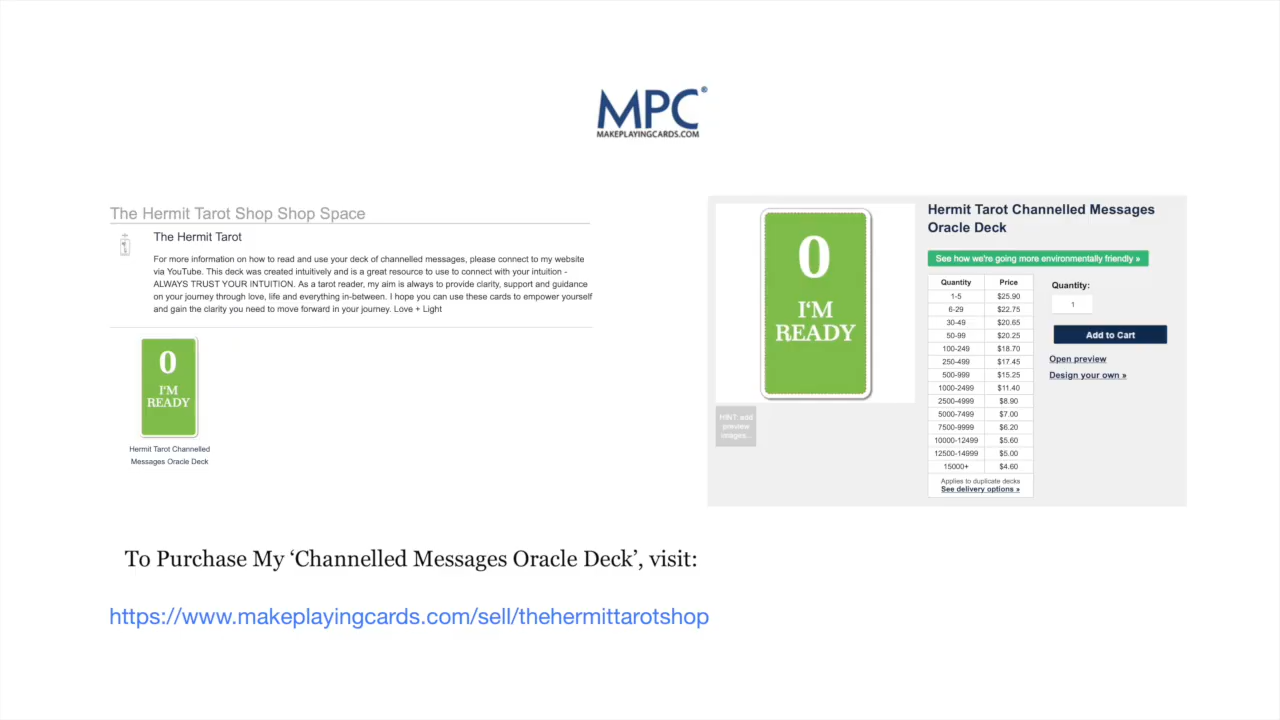 MPC®
MAKEPLAYINGCARDS.COM
The Hermit Tarot Shop Shop Space
The Hermit Tarot
For more information on how to read and use your deck of channelled messages, please connect to my website
via YouTube. This deck was created intuitively and is a great resource to use to connect with your intuition -
ALWAYS TRUST YOUR INTUITION. As a tarot reader, my aim is always to provide clarity, support and guidance
on your journey through love, life and everything in-between. I hope you can use these cards to empower yourself
and gain the clarity you need to move forward in your journey. Love + Light
0
I'M
READY
Hermit Tarot Channelled
Messages Oracle Deck
0
I'M
READY
HINT: add
preview
images...
Hermit Tarot Channelled Messages
Oracle Deck
See how we're going more environmentally friendly »
Quantity Price
1-5 $25.90
6-29 $22.75
30-49 $20.65
50-99 $20.25
100-249 $18.70
250-499 $17.45
500-999 $15.25
1000-2499 $11.40
2500-4999 $8.90
5000-7499 $7.00
7500-9999 $6.20
10000-12499 $5.60
12500-14999 $5.00
15000+ $4.60
Applies to duplicate decks
See delivery options »
Quantity:
1
Add to Cart
Open preview
Design your own »
To Purchase My ‘Channelled Messages Oracle Deck’, visit:
https://www.makeplayingcards.com/sell/thehermittarotshop